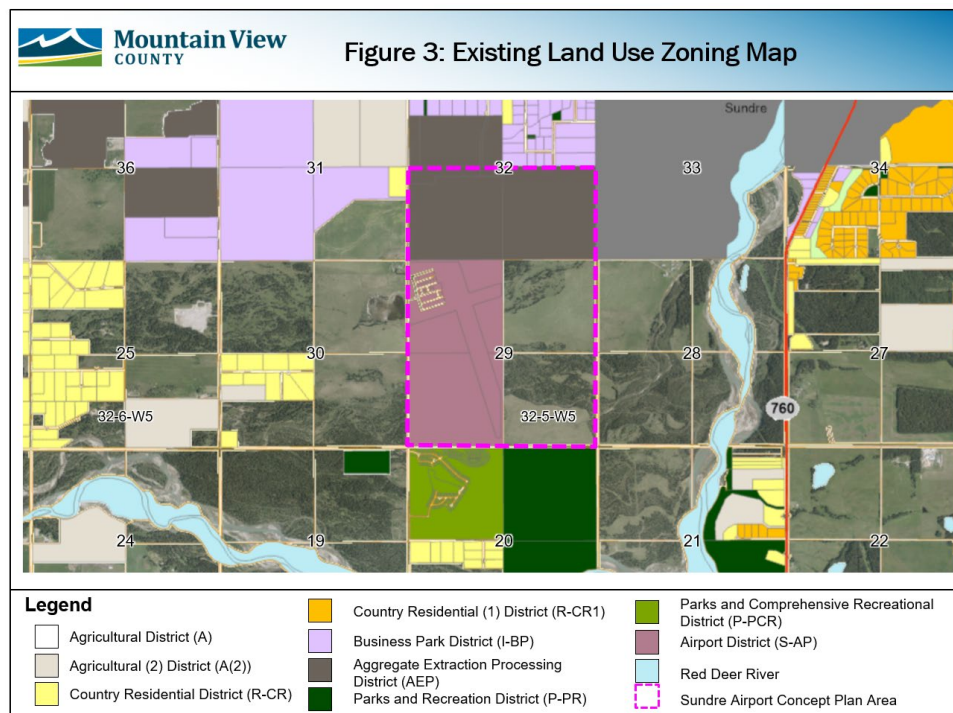 Mountain View
COUNTY
Figure 3: Existing Land Use Zoning Map
Sundre
36
31
32
33
34
25
30
29
28
27
32-6-W5
32-5-W5
760
24
19
20
21
22
Legend
Agricultural District (A)
Agricultural (2) District (A(2))
Country Residential District (R-CR)
Country Residential (1) District (R-CR1)
Business Park District (I-BP)
Aggregate Extraction Processing
District (AEP)
Parks and Recreation District (P-PR)
Parks and Comprehensive Recreational
District (P-PCR)
Airport District (S-AP)
Red Deer River
Sundre Airport Concept Plan Area